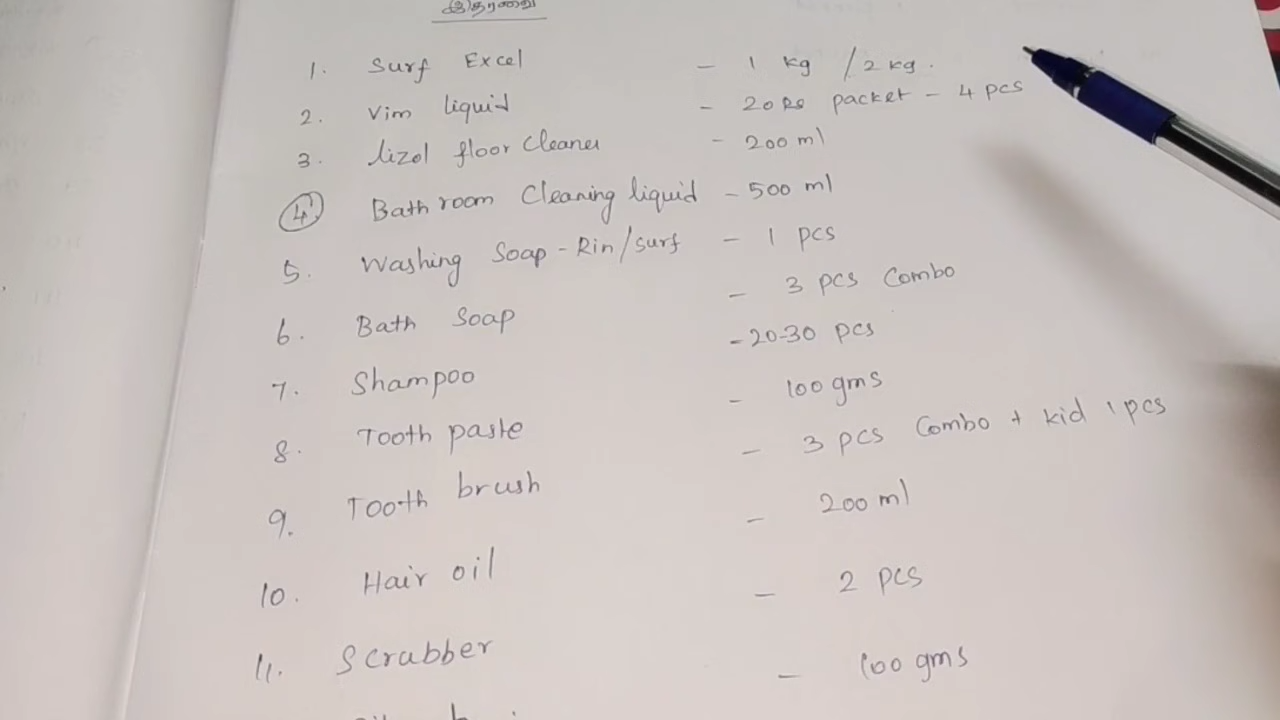 இதரவை
1. Surf Excel - 1 kg / 2 kg.
2. Vim liquid - 20 Rs packet - 4 pcs
3. Lizol floor Cleaner - 200 ml
4. Bath room Cleaning liquid - 500 ml
5. Washing Soap - Rin/surf - 1 pcs
6. Bath Soap - 3 pcs Combo
7. Shampoo - 20-30 pcs
8. Tooth paste - 100 gms
9. Tooth brush - 3 pcs Combo + kid 1 pcs
10. Hair oil - 200 ml
11. Scrubber - 2 pcs
- 100 gms